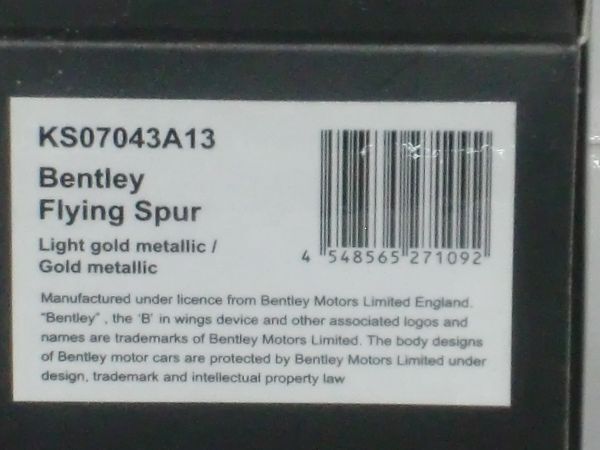 KS07043A13
Bentley
Flying Spur
Light gold metallic /
Gold metallic
4 548565 271092
Manufactured under licence from Bentley Motors Limited England.
“Bentley” , the ‘B’ in wings device and other associated logos and
names are trademarks of Bentley Motors Limited. The body designs
of Bentley motor cars are protected by Bentley Motors Limited under
design, trademark and intellectual property law